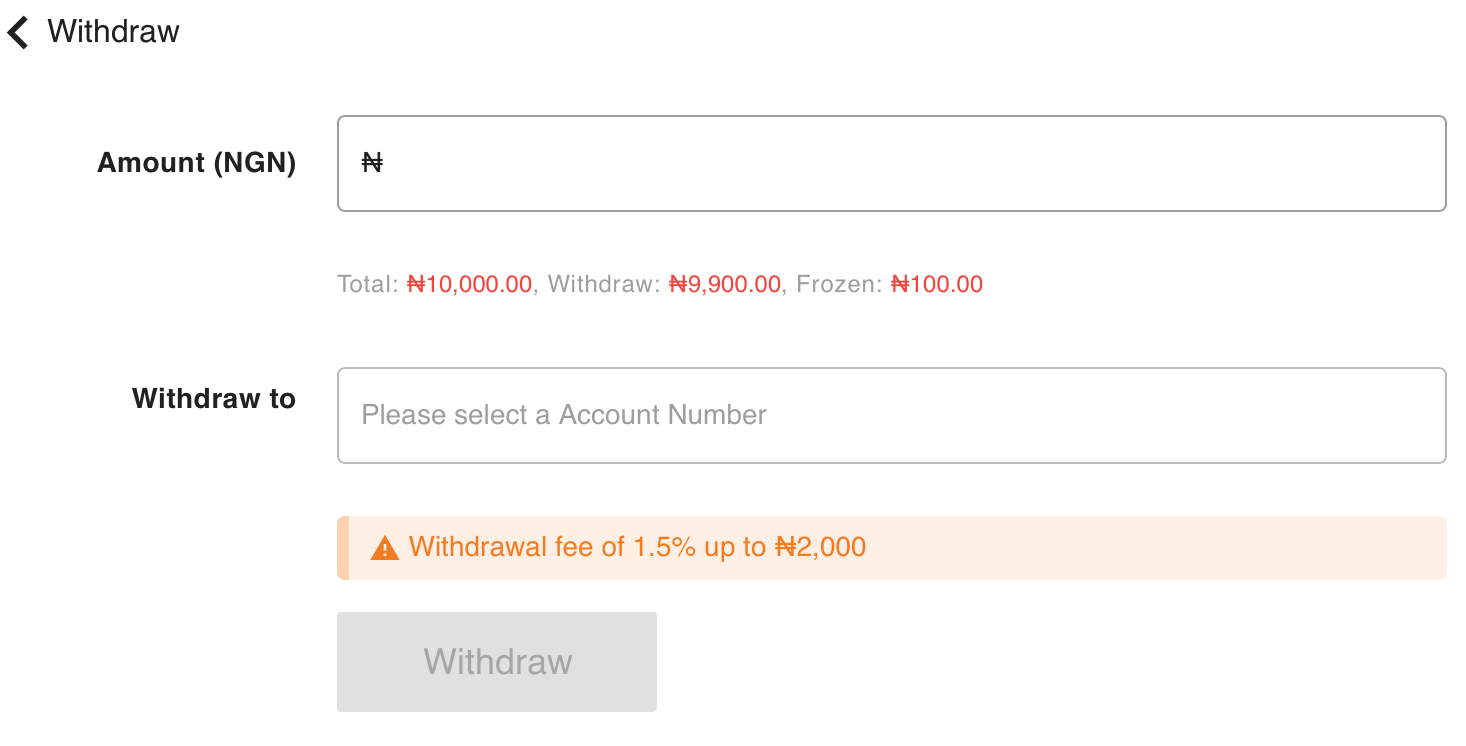 Withdraw
Amount (NGN) ₦
Total: ₦10,000.00, Withdraw: ₦9,900.00, Frozen: ₦100.00
Withdraw to Please select a Account Number
Withdrawal fee of 1.5% up to ₦2,000
Withdraw